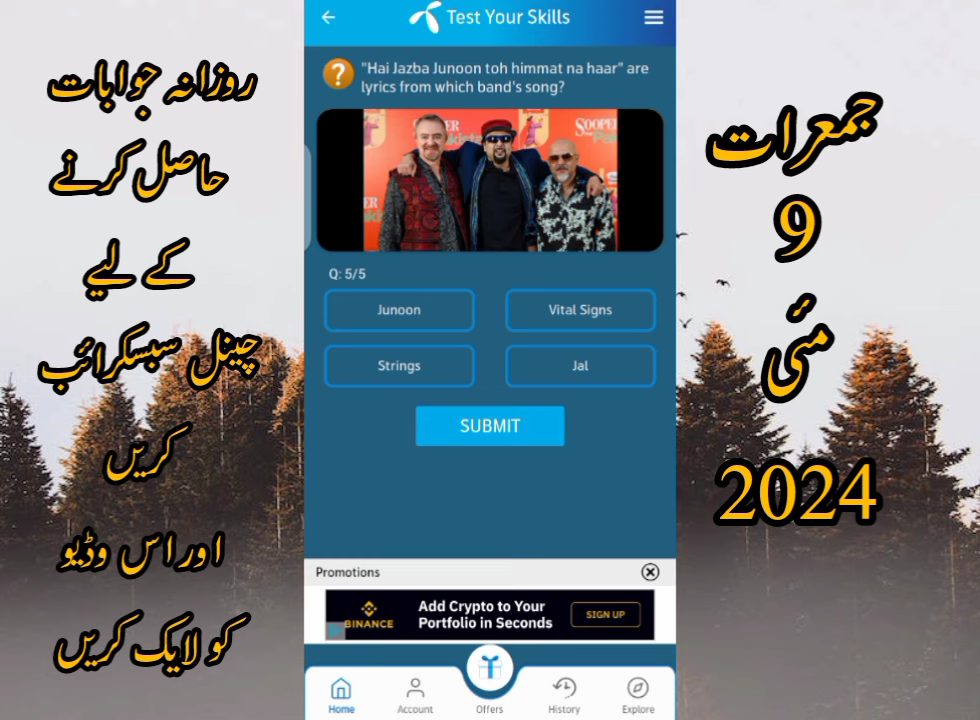 روزانہ جوابات
حاصل کرنے
کے لیے
چینل سبسکرائب
کریں
اور اس وڈیو
کو لایک کریں
Test Your Skills
"Hai Jazba Junoon toh himmat na haar" are
lyrics from which band's song?
SOOPER
Q: 5/5
Junoon
Vital Signs
Strings
Jal
SUBMIT
Promotions
BINANCE
Add Crypto to Your
Portfolio in Seconds
SIGN UP
Home
Account
Offers
History
Explore
جمعرات
9
مئی
2024